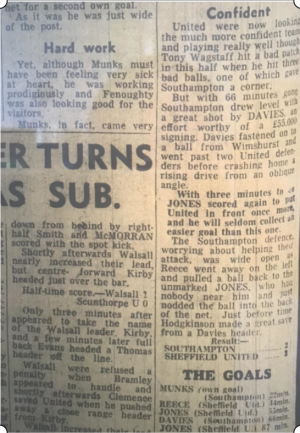 net for a second own goal.
As it was he was just wide
of the post.
Hard work
Yet, although Munks must
have been feeling very sick
at heart, he was working
prodigiously and Fenoughty
was also looking good for the
visitors.
Munks, in fact, came very
ER TURNS
AS SUB.
down from behind by right-
half Smith and McMORRAN
scored with the spot kick.
Shortly afterwards Walsall
nearly increased their lead,
but centre-forward Kirby
headed just over the bar.
Half-time score.—Walsall 1
Scunthorpe U 0
Only three minutes after
appeared to take the name
of the Walsall leader, Kirby,
and a few minutes later full
back Evans headed a Thomas
header off the line.
Walsall were refused a
penalty when Bramley
appeared to handle and
shortly afterwards Clemence
saved United when he pushed
away a close range header
from Kirby.
Confident
United were now looking
the much more confident team
and playing really well though
Tony Wagstaff hit a bad patch
in this half when he hit three
bad balls, one of which gave
Southampton a corner.
But with 66 minutes gone
Southampton drew level with
a great shot by DAVIES, an
effort worthy of a £55,000
signing. Davies fastened on to
a ball from Wimshurst and
went past two United defen-
ders before crashing home a
rising drive from an oblique
angle.
With three minutes to go
JONES scored again to put
United in front once more,
and he will seldom collect an
easier goal than this one.
The Southampton defence,
worrying about helping their
attack, was wide open as
Reece went away on the left
and pulled a ball back to the
unmarked JONES, who had
nobody near him and just
nodded the ball into the back
of the net. Just before time
Hodgkinson made a great save
from a Davies header.
Result:—
SOUTHAMPTON
SHEFFIELD UNITED
THE GOALS
MUNKS (own goal)
(Southampton) 22min.
REECE (Sheffield U.) 34min.
JONES (Sheffield U.)
DAVIES (Southampton)
JONES (Sheffield U.) 87 min.